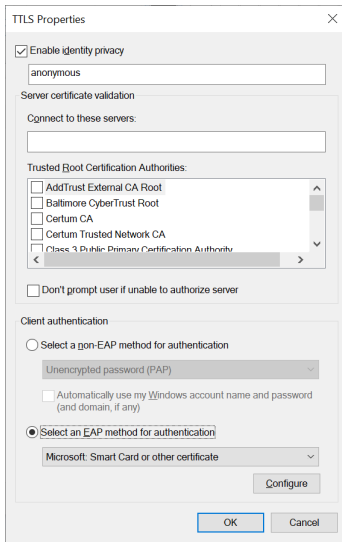 TTLS Properties
Enable identity privacy
anonymous
Server certificate validation
Connect to these servers:
Trusted Root Certification Authorities:
AddTrust External CA Root
Baltimore CyberTrust Root
Certum CA
Certum Trusted Network CA
Class 3 Public Primary Certification Authority
Don't prompt user if unable to authorize server
Client authentication
Select a non-EAP method for authentication
Unencrypted password (PAP)
Automatically use my Windows account name and password
(and domain, if any)
Select an EAP method for authentication
Microsoft: Smart Card or other certificate
Configure
OK
Cancel